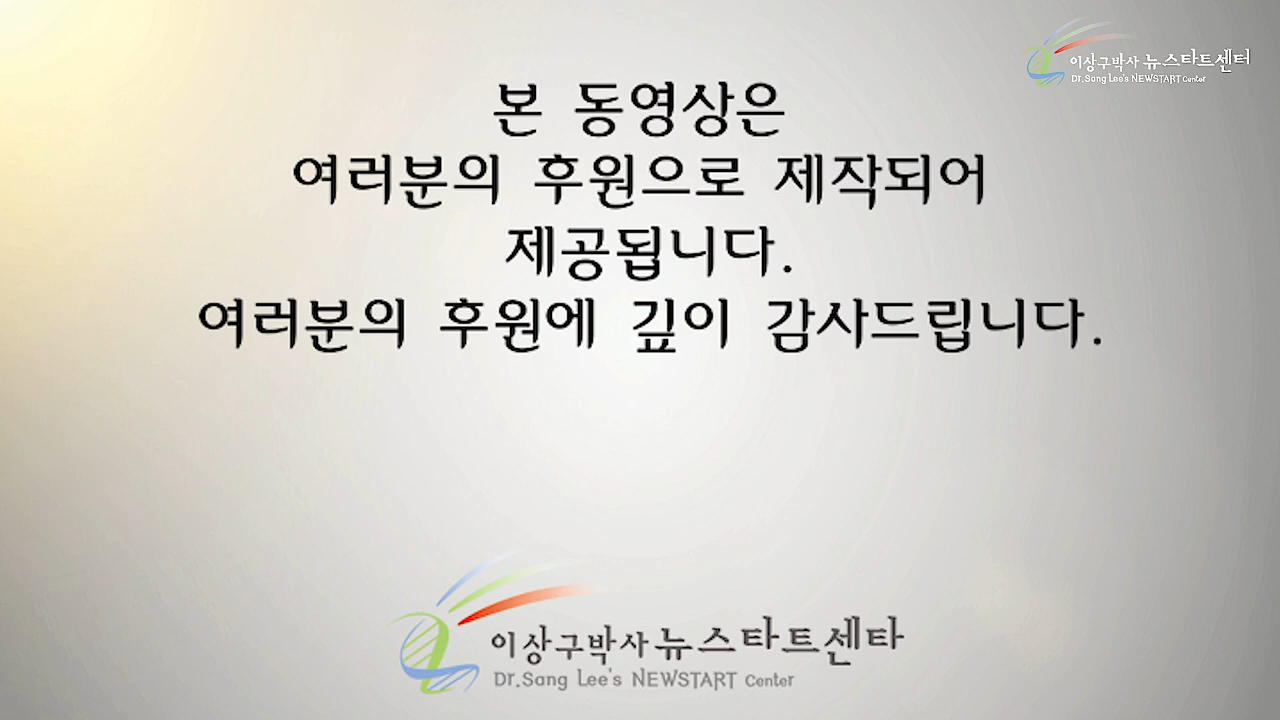 이상구박사 뉴스타트센터
Dr.Sang Lee's NEWSTART Center
본 동영상은
여러분의 후원으로 제작되어
제공됩니다.
여러분의 후원에 깊이 감사드립니다.
이상구박사 뉴스타트센타
Dr.Sang Lee's NEWSTART Center